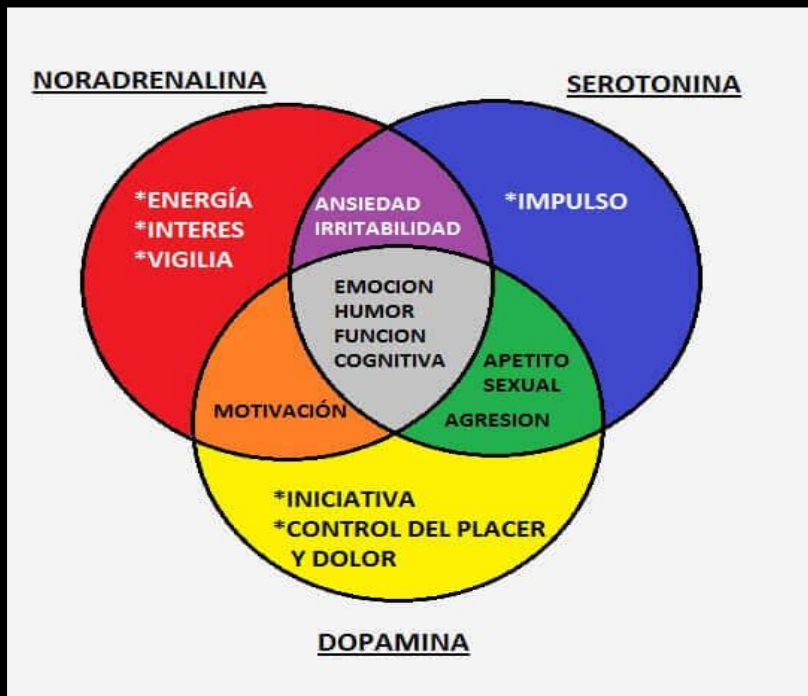 NORADRENALINA
SEROTONINA
*ENERGÍA
*INTERES
*VIGILIA
ANSIEDAD
IRRITABILIDAD
*IMPULSO
EMOCION
HUMOR
FUNCION
COGNITIVA
MOTIVACIÓN
APETITO
SEXUAL
AGRESION
*INICIATIVA
*CONTROL DEL PLACER
Y DOLOR
DOPAMINA